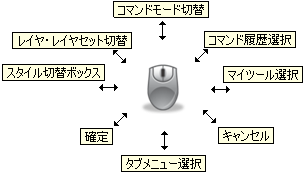 コマンドモード切替
レイヤ・レイヤセット切替
コマンド履歴選択
スタイル切替ボックス
マイツール選択
確定
キャンセル
タブメニュー選択